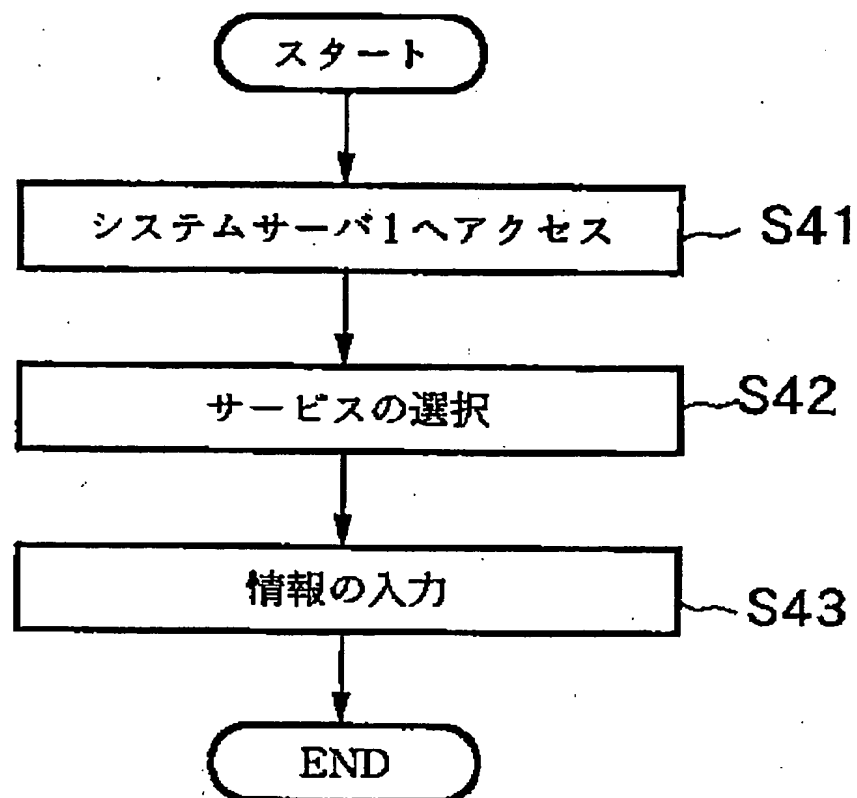 スタート
システムサーバ1へアクセス
S41
サービスの選択
S42
情報の入力
S43
END